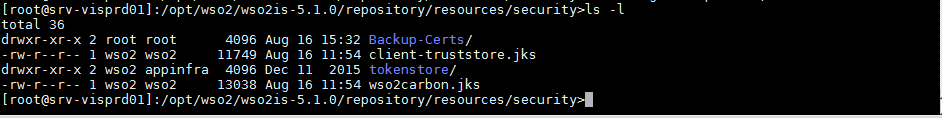 [root@srv-visprd01]:/opt/wso2/wso2is-5.1.0/repository/resources/security>ls -l
total 36
drwxr-xr-x 2 root root     4096 Aug 16 15:32 Backup-Certs/
-rw-r--r-- 1 wso2 wso2    11749 Aug 16 11:54 client-truststore.jks
drwxr-xr-x 2 wso2 appinfra  4096 Dec 11  2015 tokenstore/
-rw-r--r-- 1 wso2 wso2    13038 Aug 16 11:54 wso2carbon.jks
[root@srv-visprd01]:/opt/wso2/wso2is-5.1.0/repository/resources/security>